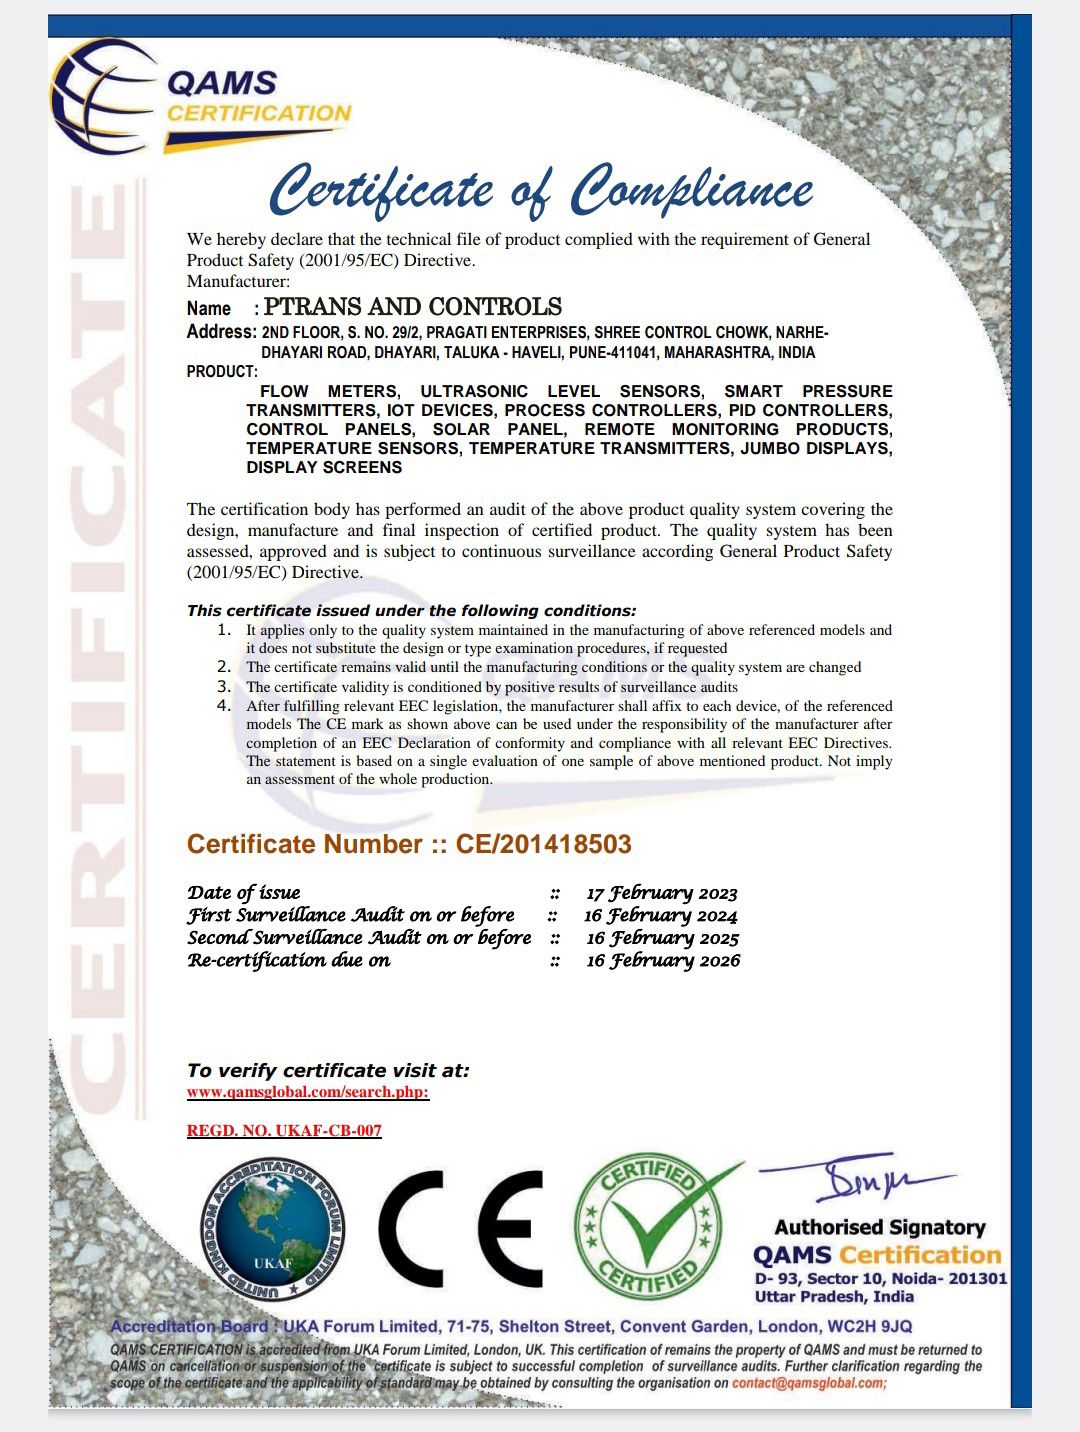 QAMS
CERTIFICATION
Certificate of Compliance
We hereby declare that the technical file of product complied with the requirement of General
Product Safety (2001/95/EC) Directive.
Manufacturer:
Name : PTRANS AND CONTROLS
Address: 2ND FLOOR, S. NO. 29/2, PRAGATI ENTERPRISES, SHREE CONTROL CHOWK, NARHE-
DHAYARI ROAD, DHAYARI, TALUKA - HAVELI, PUNE-411041, MAHARASHTRA, INDIA
PRODUCT:
FLOW METERS, ULTRASONIC LEVEL SENSORS, SMART PRESSURE
TRANSMITTERS, IOT DEVICES, PROCESS CONTROLLERS, PID CONTROLLERS,
CONTROL PANELS, SOLAR PANEL, REMOTE MONITORING PRODUCTS,
TEMPERATURE SENSORS, TEMPERATURE TRANSMITTERS, JUMBO DISPLAYS,
DISPLAY SCREENS
The certification body has performed an audit of the above product quality system covering the
design, manufacture and final inspection of certified product. The quality system has been
assessed, approved and is subject to continuous surveillance according General Product Safety
(2001/95/EC) Directive.
This certificate issued under the following conditions:
1. It applies only to the quality system maintained in the manufacturing of above referenced models and
it does not substitute the design or type examination procedures, if requested
2. The certificate remains valid until the manufacturing conditions or the quality system are changed
3. The certificate validity is conditioned by positive results of surveillance audits
4. After fulfilling relevant EEC legislation, the manufacturer shall affix to each device, of the referenced
models The CE mark as shown above can be used under the responsibility of the manufacturer after
completion of an EEC Declaration of conformity and compliance with all relevant EEC Directives.
The statement is based on a single evaluation of one sample of above mentioned product. Not imply
an assessment of the whole production.
QAMS
CERTIFICATE
Certificate Number :: CE/201418503
Date of issue :: 17 February 2023
First Surveillance Audit on or before :: 16 February 2024
Second Surveillance Audit on or before :: 16 February 2025
Re-certification due on :: 16 February 2026
To verify certificate visit at:
www.qamsglobal.com/search.php:
REGD. NO. UKAF-CB-007
UNITED KINGDOM ACCREDITATION FORUM LIMITED
UKAF
CE
CERTIFIED
CERTIFIED
Authorised Signatory
QAMS Certification
D- 93, Sector 10, Noida- 201301
Uttar Pradesh, India
Accreditation Board : UKA Forum Limited, 71-75, Shelton Street, Convent Garden, London, WC2H 9JQ
QAMS CERTIFICATION is accredited from UKA Forum Limited, London, UK. This certification of remains the property of QAMS and must be returned to
QAMS on cancellation or suspension of the certificate is subject to successful completion of surveillance audits. Further clarification regarding the
scope of the certificate and the applicability of standard may be obtained by consulting the organisation on contact@qamsglobal.com;